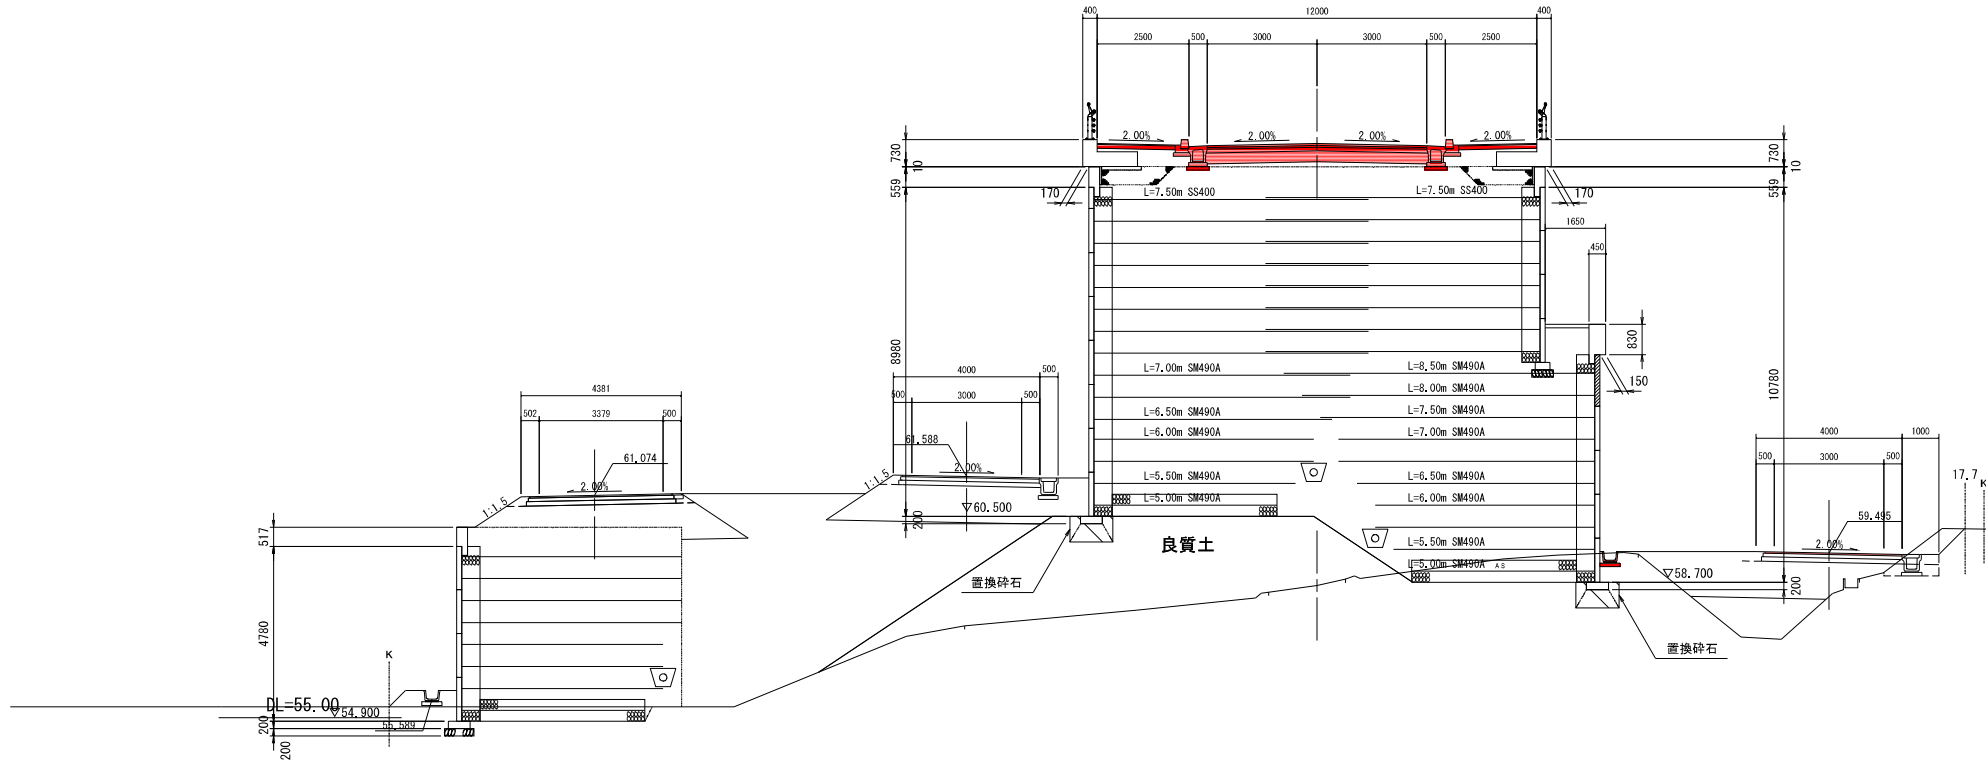 400
12000
400
2500
500
3000
3000
500
2500
2.00%
2.00%
2.00%
2.00%
730
10
559
730
10
559
170
170
L=7.50m SS400
L=7.50m SS400
1650
450
830
150
8980
10780
L=7.00m SM490A
L=8.50m SM490A
L=8.00m SM490A
L=6.50m SM490A
L=7.50m SM490A
L=6.00m SM490A
L=7.00m SM490A
L=5.50m SM490A
L=6.50m SM490A
L=5.00m SM490A
L=6.00m SM490A
L=5.50m SM490A
L=5.00m SM490A
AS
4000
500
500
3000
500
61.588
2.00%
1:1.5
▽60.500
200
4381
502
3379
500
61.074
2.00%
1:1.5
517
4780
K
DL=55.00
▽54.900
55.589
200
200
良質土
置換砕石
置換砕石
▽58.700
200
4000
1000
500
3000
500
59.495
2.00%
17.7
K